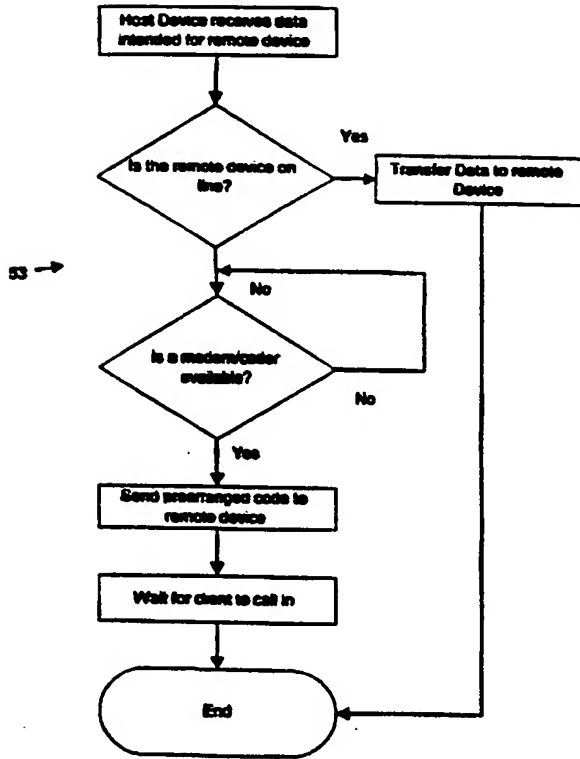 Host Device receives data
intended for remote device
Is the remote device on
line?
Yes
Transfer Data to remote
Device
53
No
Is a modem/coder
available?
No
Yes
Send prearranged code to
remote device
Wait for client to call in
End